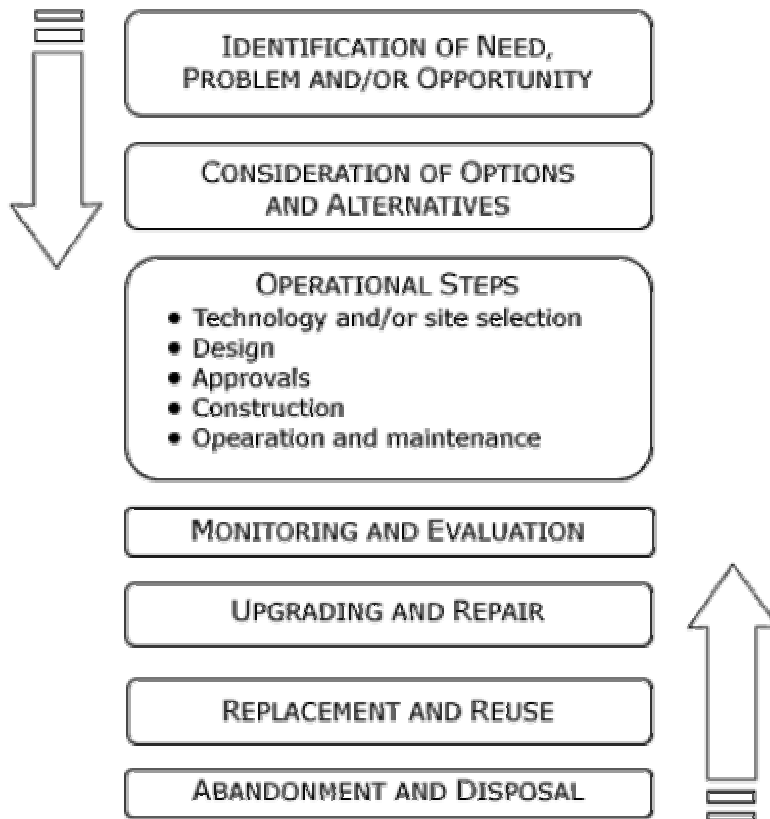 IDENTIFICATION OF NEED,
PROBLEM AND/OR OPPORTUNITY
CONSIDERATION OF OPTIONS
AND ALTERNATIVES
OPERATIONAL STEPS
• Technology and/or site selection
• Design
• Approvals
• Construction
• Opearation and maintenance
MONITORING AND EVALUATION
UPGRADING AND REPAIR
REPLACEMENT AND REUSE
ABANDONMENT AND DISPOSAL